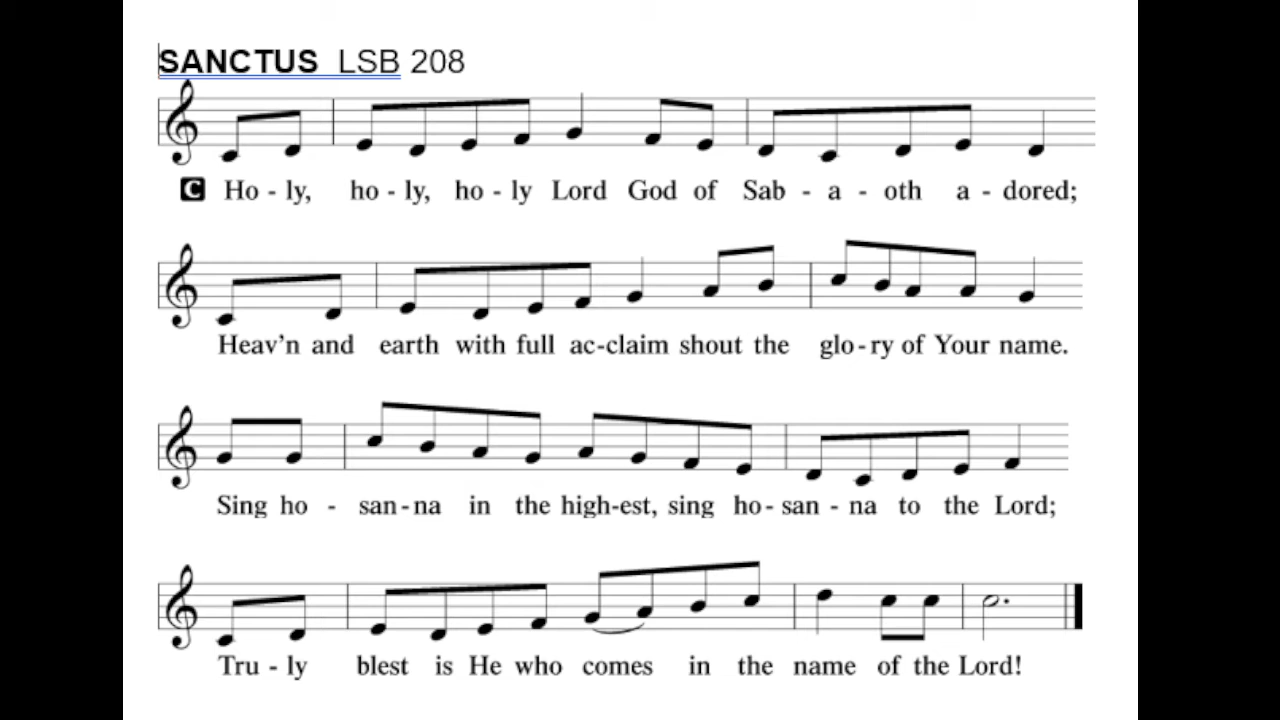 SANCTUS LSB 208
C Ho - ly, ho - ly, ho - ly Lord God of Sab - a - oth a - dored;
Heav'n and earth with full ac - claim shout the glo - ry of Your name.
Sing ho - san - na in the high - est, sing ho - san - na to the Lord;
Tru - ly blest is He who comes in the name of the Lord!